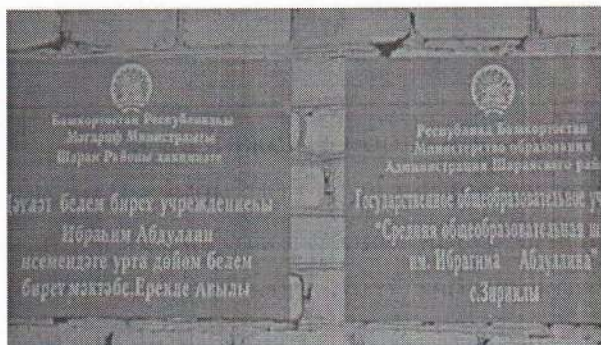 Башкортостан Республикаһы
Мәғариф Министрлығы
Шаран Районы хакимиәте
Дәүләт белем биреү учреждениеһы
Ибраһим Абдуллин
исемендәге урта дөйөм белем
биреү мәктәбе.Ерекле Ауылы
Республика Башкортостан
Министерство образования
Администрация Шаранского рай
Государственное общеобразовательное уч
"Средняя общеобразовательная ш
им. Ибрагима Абдуллина"
с.Зириклы